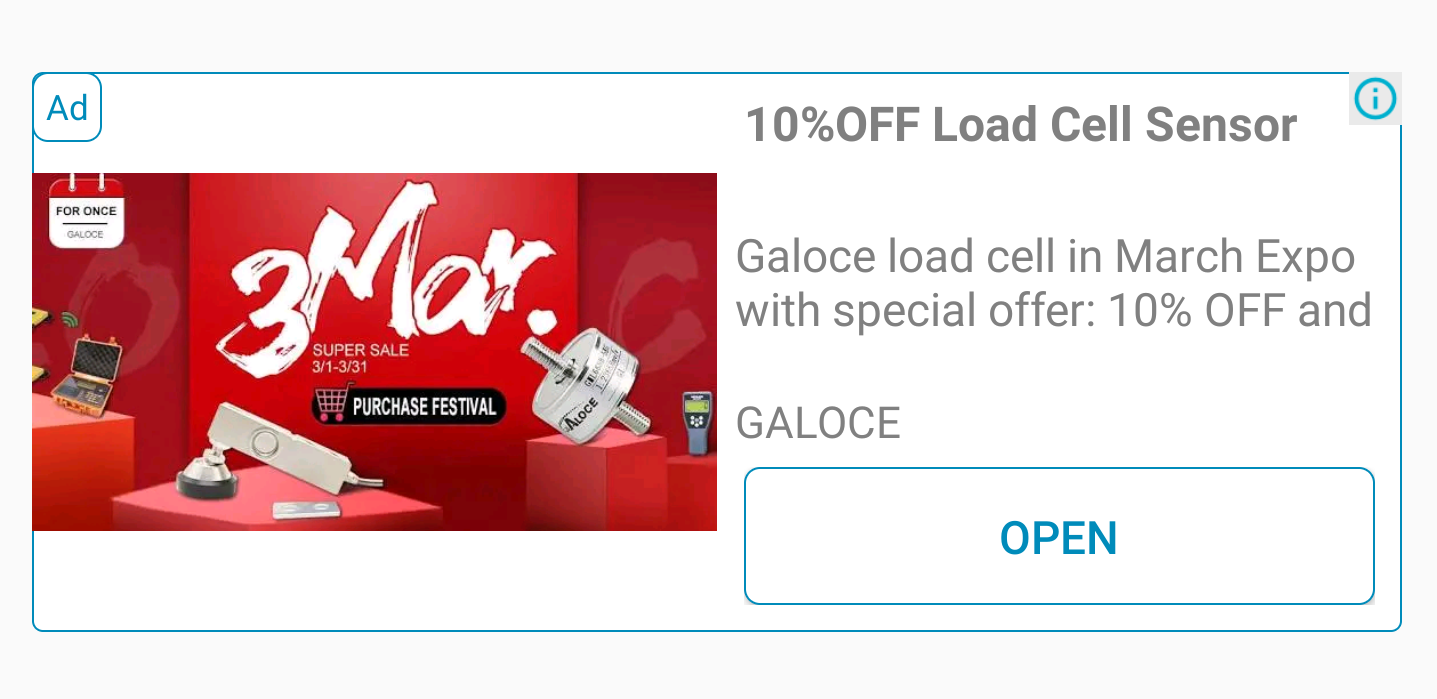 Ad
10%OFF Load Cell Sensor
FOR ONCE
GALOCE
3Mar.
SUPER SALE
3/1-3/31
PURCHASE FESTIVAL
GALOCE
Galoce load cell in March Expo
with special offer: 10% OFF and
GALOCE
OPEN